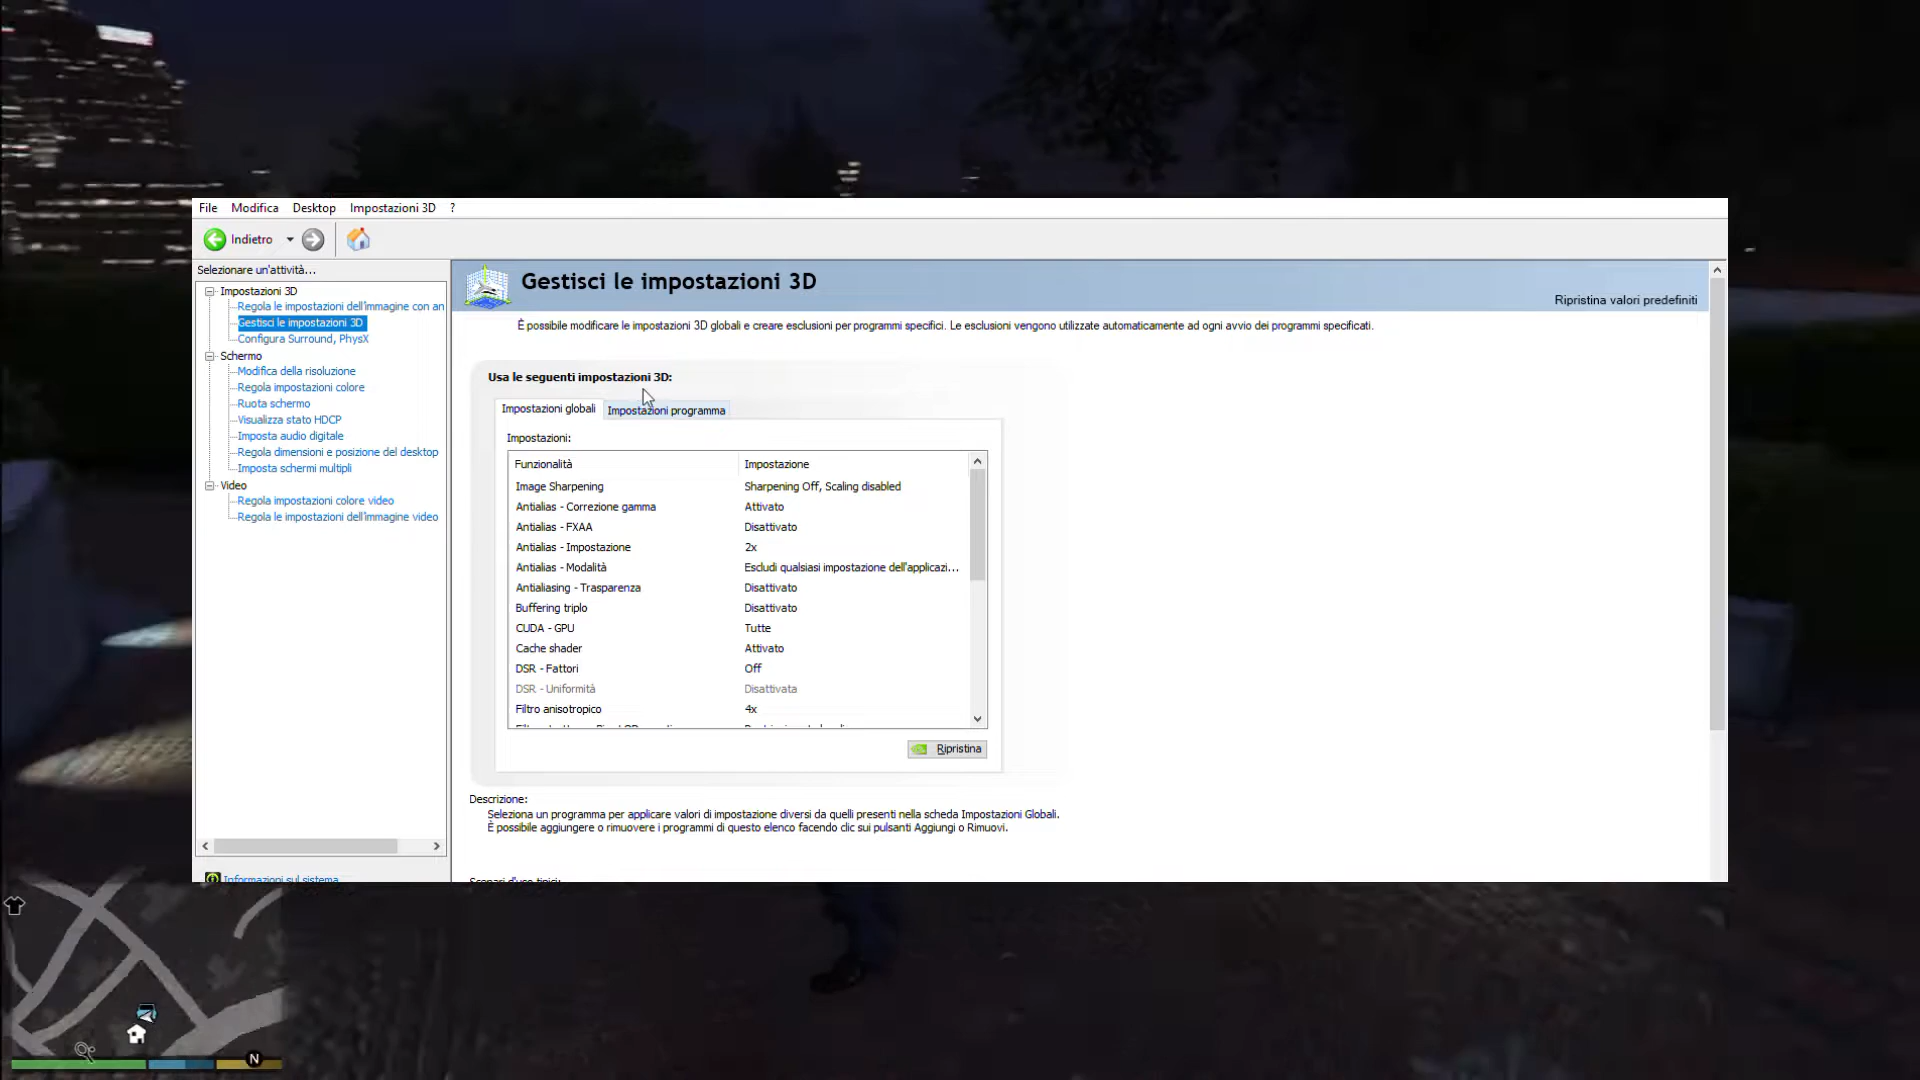 File Modifica Desktop Impostazioni 3D ?
Indietro
Selezionare un'attività...
Impostazioni 3D
Regola le impostazioni dell'immagine con an
Gestisci le impostazioni 3D
Configura Surround, PhysX
Schermo
Modifica della risoluzione
Regola impostazioni colore
Ruota schermo
Visualizza stato HDCP
Imposta audio digitale
Regola dimensioni e posizione del desktop
Imposta schermi multipli
Video
Regola impostazioni colore video
Regola le impostazioni dell'immagine video
Informazioni sul sistema
Gestisci le impostazioni 3D
Ripristina valori predefiniti
È possibile modificare le impostazioni 3D globali e creare esclusioni per programmi specifici. Le esclusioni vengono utilizzate automaticamente ad ogni avvio dei programmi specificati.
Usa le seguenti impostazioni 3D:
Impostazioni globali Impostazioni programma
Impostazioni:
Funzionalità Impostazione
Image Sharpening Sharpening Off, Scaling disabled
Antialias - Correzione gamma Attivato
Antialias - FXAA Disattivato
Antialias - Impostazione 2x
Antialias - Modalità Escludi qualsiasi impostazione dell'applicazi...
Antialiasing - Trasparenza Disattivato
Buffering triplo Disattivato
CUDA - GPU Tutte
Cache shader Attivato
DSR - Fattori Off
DSR - Uniformità Disattivata
Filtro anisotropico 4x
Ripristina
Descrizione:
Seleziona un programma per applicare valori di impostazione diversi da quelli presenti nella scheda Impostazioni Globali.
È possibile aggiungere o rimuovere i programmi di questo elenco facendo clic sui pulsanti Aggiungi o Rimuovi.
Scenari d'uso tipici:
N